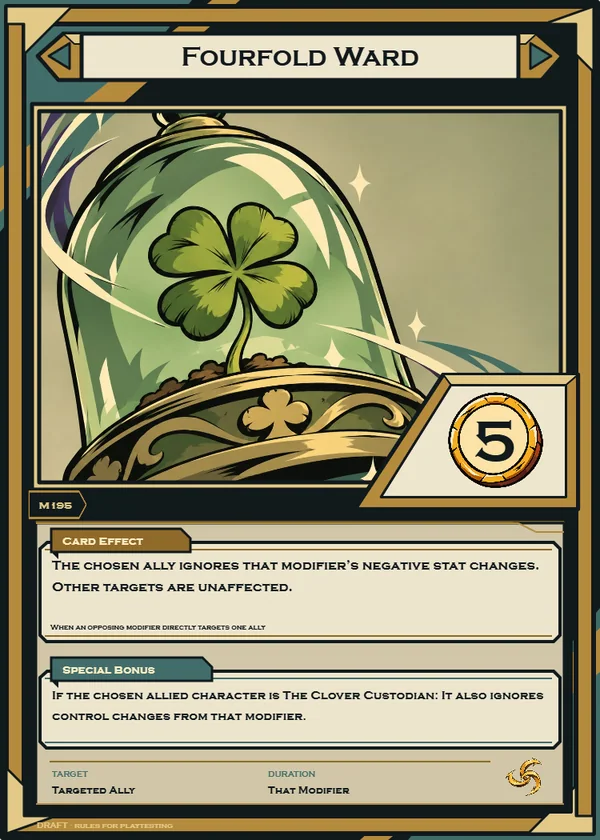 Fourfold Ward
5
M195
Card Effect
The chosen ally ignores that modifier's negative stat changes.
Other targets are unaffected.
When an opposing modifier directly targets one ally
Special Bonus
If the chosen allied character is The Clover Custodian: It also ignores
control changes from that modifier.
Target
Duration
Targeted Ally
That Modifier
DRAFT · Rules for playtesting